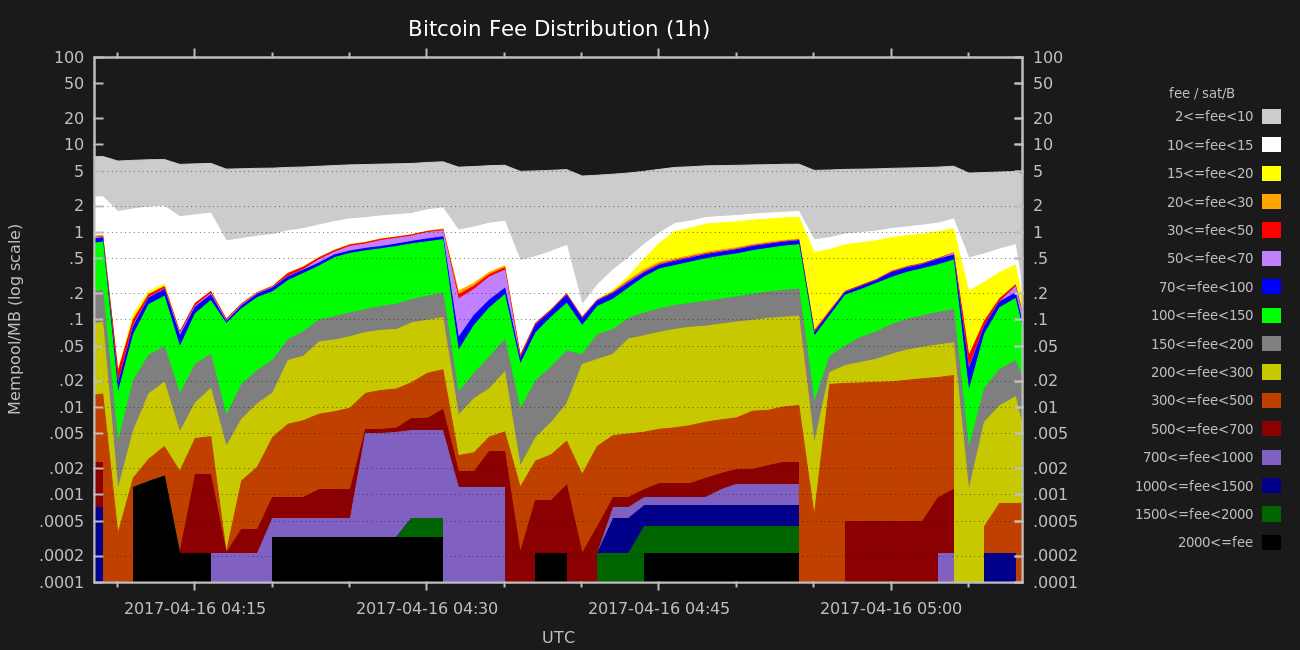 Bitcoin Fee Distribution (1h)
100 100
50 50
20 20
10 10
5 5
2 2
1 1
.5 .5
.2 .2
.1 .1
.05 .05
.02 .02
.01 .01
.005 .005
.002 .002
.001 .001
.0005 .0005
.0002 .0002
.0001 .0001
Mempool/MB (log scale)
2017-04-16 04:15 2017-04-16 04:30 2017-04-16 04:45 2017-04-16 05:00
UTC
fee / sat/B
2<=fee<10
10<=fee<15
15<=fee<20
20<=fee<30
30<=fee<50
50<=fee<70
70<=fee<100
100<=fee<150
150<=fee<200
200<=fee<300
300<=fee<500
500<=fee<700
700<=fee<1000
1000<=fee<1500
1500<=fee<2000
2000<=fee